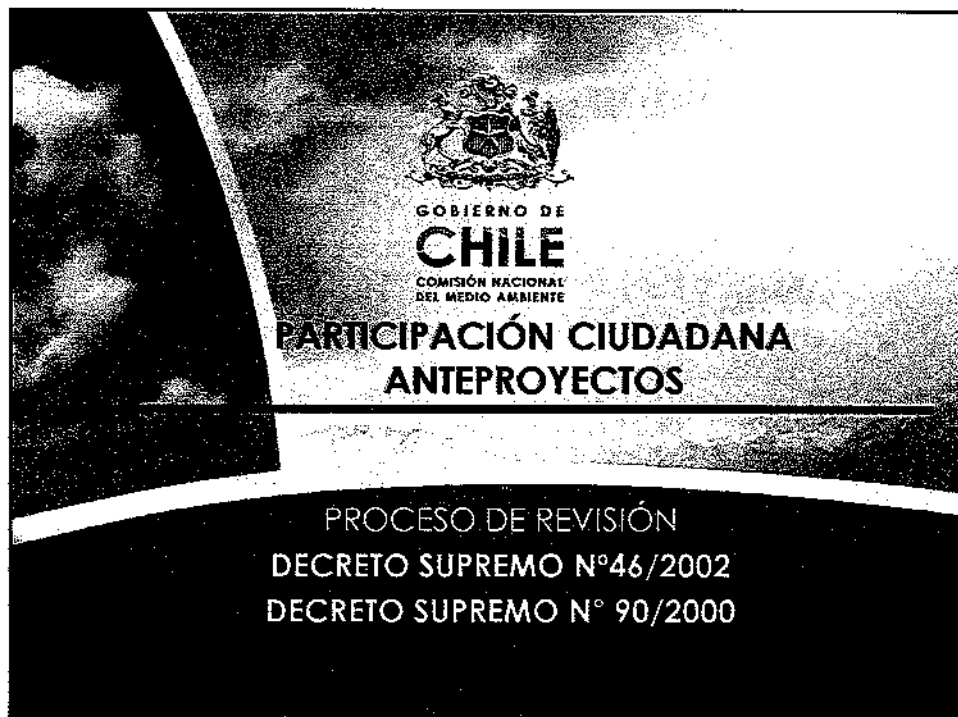 GOBIERNO DE
CHILE
COMISIÓN NACIONAL
DEL MEDIO AMBIENTE
PARTICIPACIÓN CIUDADANA
ANTEPROYECTOS
PROCESO DE REVISIÓN
DECRETO SUPREMO N°46/2002
DECRETO SUPREMO N° 90/2000